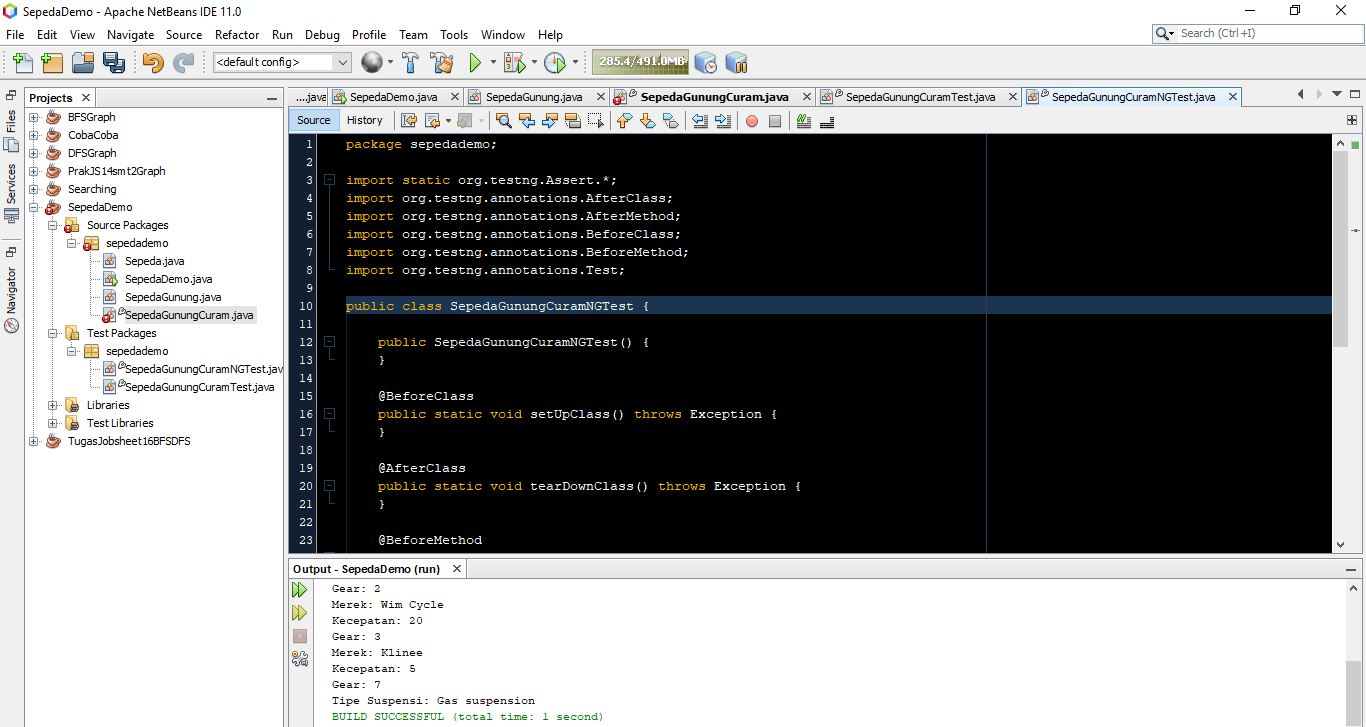 SepedaDemo - Apache NetBeans IDE 11.0
File Edit View Navigate Source Refactor Run Debug Profile Team Tools Window Help
Search (Ctrl+I)
<default config>
285.4/491.0MB
Files
Services
Navigator
Projects
BFSGraph
CobaCoba
DFSGraph
PrakJS14smt2Graph
Searching
SepedaDemo
Source Packages
sepedademo
Sepeda.java
SepedaDemo.java
SepedaGunung.java
SepedaGunungCuram.java
Test Packages
sepedademo
SepedaGunungCuramNGTest.jav
SepedaGunungCuramTest.java
Libraries
Test Libraries
TugasJobsheet16BFSDFS
....java SepedaDemo.java SepedaGunung.java SepedaGunungCuram.java SepedaGunungCuramTest.java SepedaGunungCuramNGTest.java
Source History
1 package sepedademo;
2
3 import static org.testng.Assert.*;
4 import org.testng.annotations.AfterClass;
5 import org.testng.annotations.AfterMethod;
6 import org.testng.annotations.BeforeClass;
7 import org.testng.annotations.BeforeMethod;
8 import org.testng.annotations.Test;
9
10 public class SepedaGunungCuramNGTest {
11
12 public SepedaGunungCuramNGTest() {
13 }
14
15 @BeforeClass
16 public static void setUpClass() throws Exception {
17 }
18
19 @AfterClass
20 public static void tearDownClass() throws Exception {
21 }
22
23 @BeforeMethod
Output - SepedaDemo (run)
Gear: 2
Merek: Wim Cycle
Kecepatan: 20
Gear: 3
Merek: Klinee
Kecepatan: 5
Gear: 7
Tipe Suspensi: Gas suspension
BUILD SUCCESSFUL (total time: 1 second)